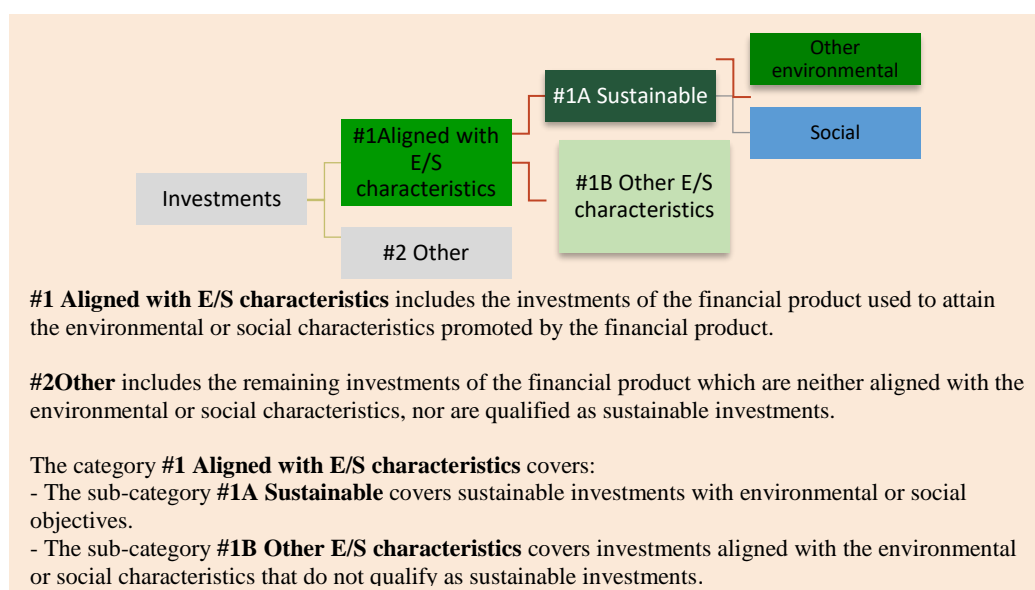 Other
environmental
#1A Sustainable
#1Aligned with
E/S
characteristics
Social
#1B Other E/S
characteristics
Investments
#2 Other
#1 Aligned with E/S characteristics includes the investments of the financial product used to attain
the environmental or social characteristics promoted by the financial product.
#2Other includes the remaining investments of the financial product which are neither aligned with the
environmental or social characteristics, nor are qualified as sustainable investments.
The category #1 Aligned with E/S characteristics covers:
- The sub-category #1A Sustainable covers sustainable investments with environmental or social
objectives.
- The sub-category #1B Other E/S characteristics covers investments aligned with the environmental
or social characteristics that do not qualify as sustainable investments.